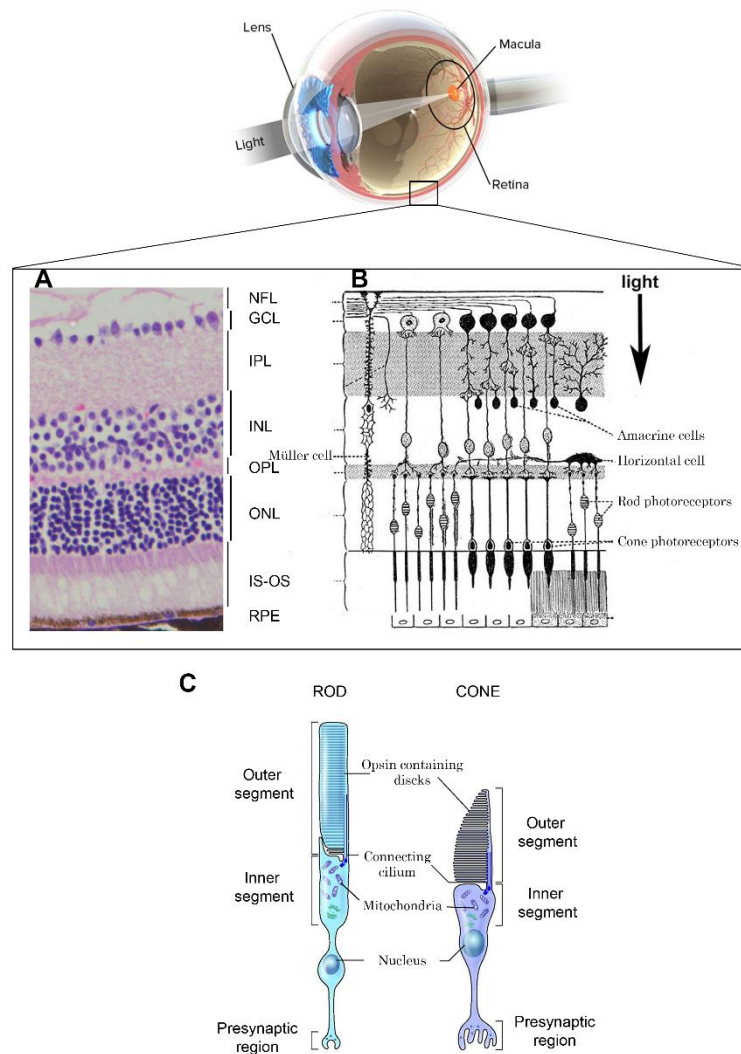 Lens
Macula
Light
Retina
A
B
light
NFL
GCL
IPL
INL
OPL
ONL
IS-OS
RPE
Müller cell
Amacrine cells
Horizontal cell
Rod photoreceptors
Cone photoreceptors
C
ROD
CONE
Outer
segment
Opsin containing
discks
Outer
segment
Connecting
cilium
Inner
segment
Inner
segment
Mitochondria
Nucleus
Presynaptic
region
Presynaptic
region